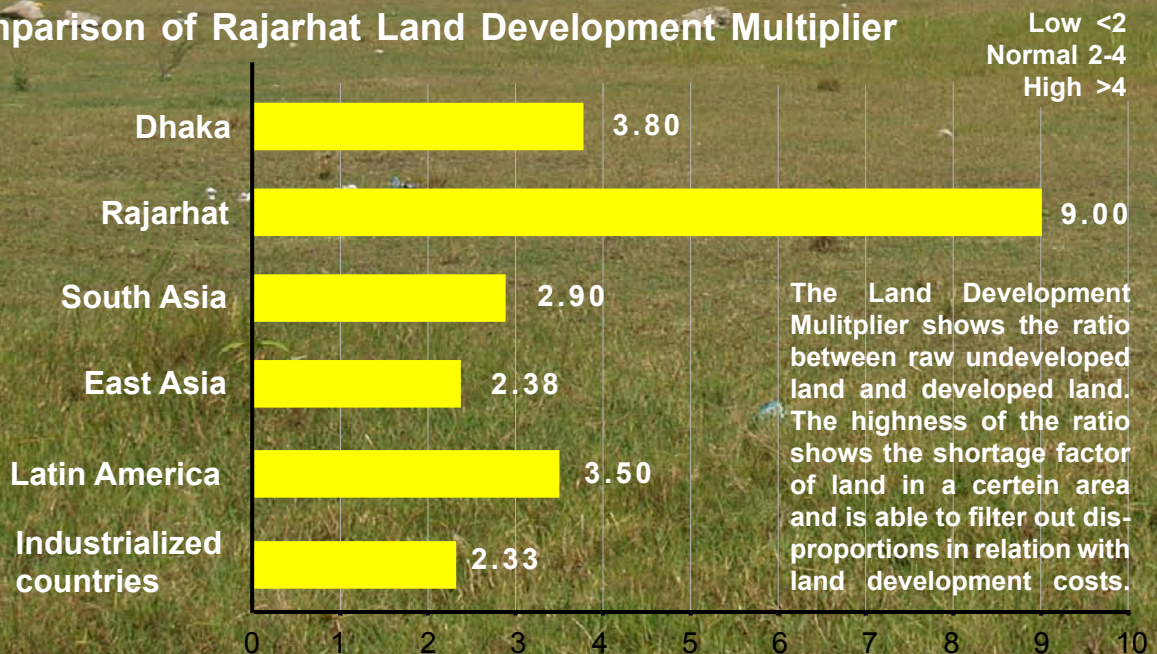 mparison of Rajarhat Land Development Multiplier
Low <2
Normal 2-4
High >4
Dhaka 3.80
Rajarhat 9.00
South Asia 2.90
East Asia 2.38
Latin America 3.50
Industrialized
countries 2.33
The Land Development
Mulitplier shows the ratio
between raw undeveloped
land and developed land.
The highness of the ratio
shows the shortage factor
of land in a certein area
and is able to filter out dis-
proportions in relation with
land development costs.
0 1 2 3 4 5 6 7 8 9 10